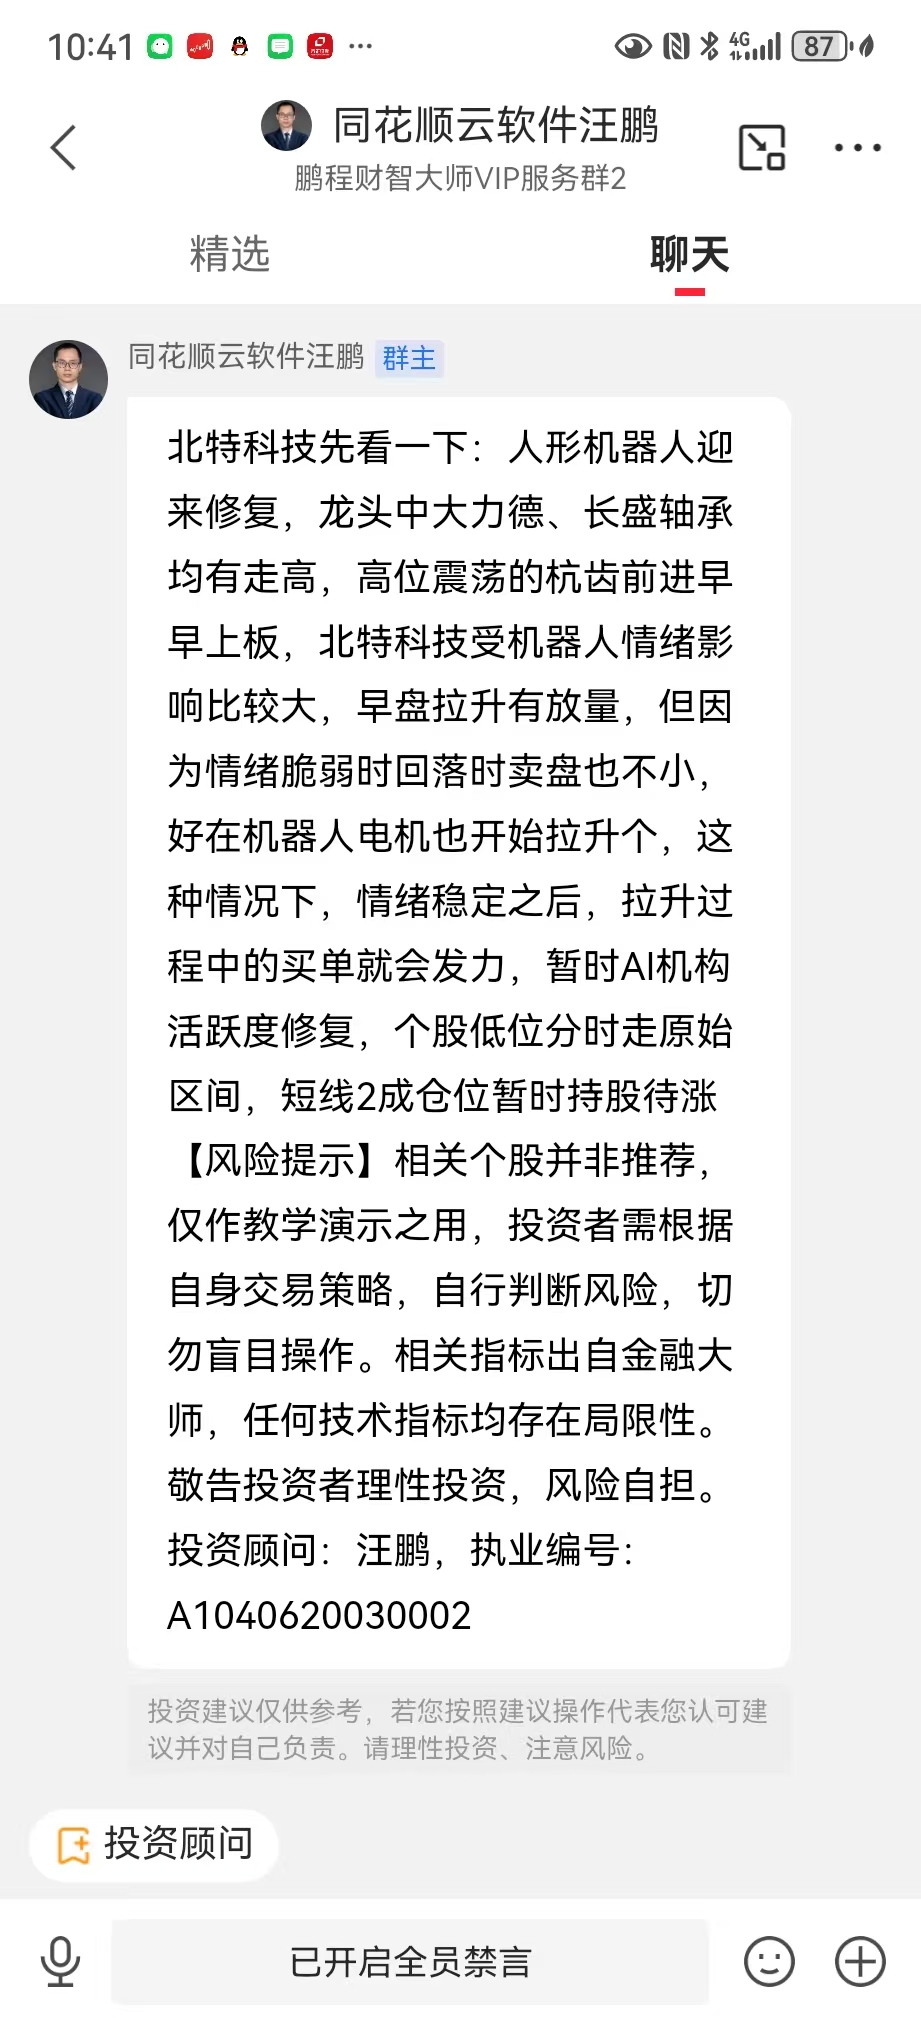 10:41
4G
87
同花顺云软件汪鹏
鹏程财智大师VIP服务群2
精选
聊天
同花顺云软件汪鹏 群主
北特科技先看一下：人形机器人迎
来修复，龙头中大力德、长盛轴承
均有走高，高位震荡的杭齿前进早
早上板，北特科技受机器人情绪影
响比较大，早盘拉升有放量，但因
为情绪脆弱时回落时卖盘也不小，
好在机器人电机也开始拉升个，这
种情况下，情绪稳定之后，拉升过
程中的买单就会发力，暂时AI机构
活跃度修复，个股低位分时走原始
区间，短线2成仓位暂时持股待涨
【风险提示】相关个股并非推荐，
仅作教学演示之用，投资者需根据
自身交易策略，自行判断风险，切
勿盲目操作。相关指标出自金融大
师，任何技术指标均存在局限性。
敬告投资者理性投资，风险自担。
投资顾问：汪鹏，执业编号：
A1040620030002
投资建议仅供参考，若您按照建议操作代表您认可建
议并对自己负责。请理性投资、注意风险。
投资顾问
已开启全员禁言